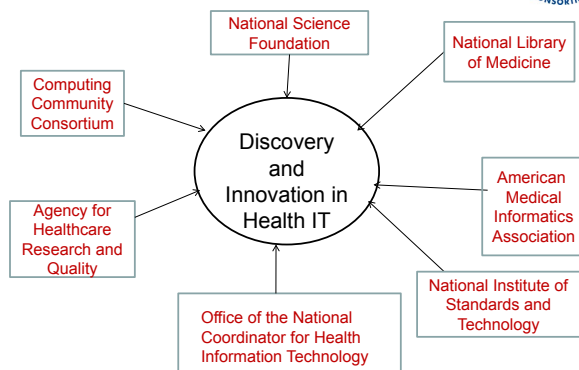 CONSORTI
National Science
Foundation
National Library
of Medicine
Computing
Community
Consortium
Discovery
and
Innovation in
Health IT
American
Medical
Informatics
Association
Agency for
Healthcare
Research and
Quality
National Institute of
Standards and
Technology
Office of the National
Coordinator for Health
Information Technology